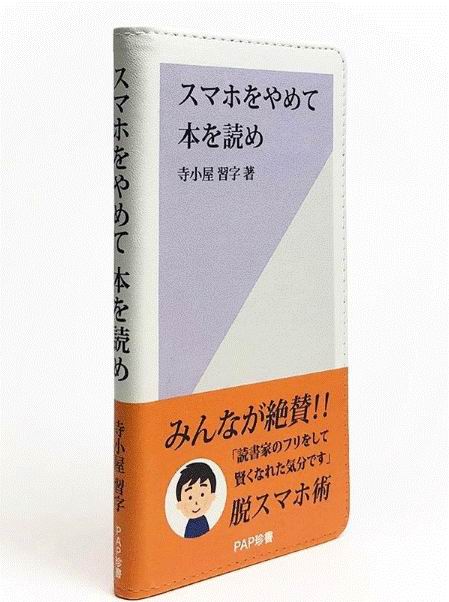 スマホをやめて 本を読め
寺小屋 習字
PAP珍書
スマホをやめて
本を読め
寺小屋 習字 著
みんなが絶賛!!
「読書家のフリをして
賢くなれた気分です」
脱スマホ術
PAP珍書